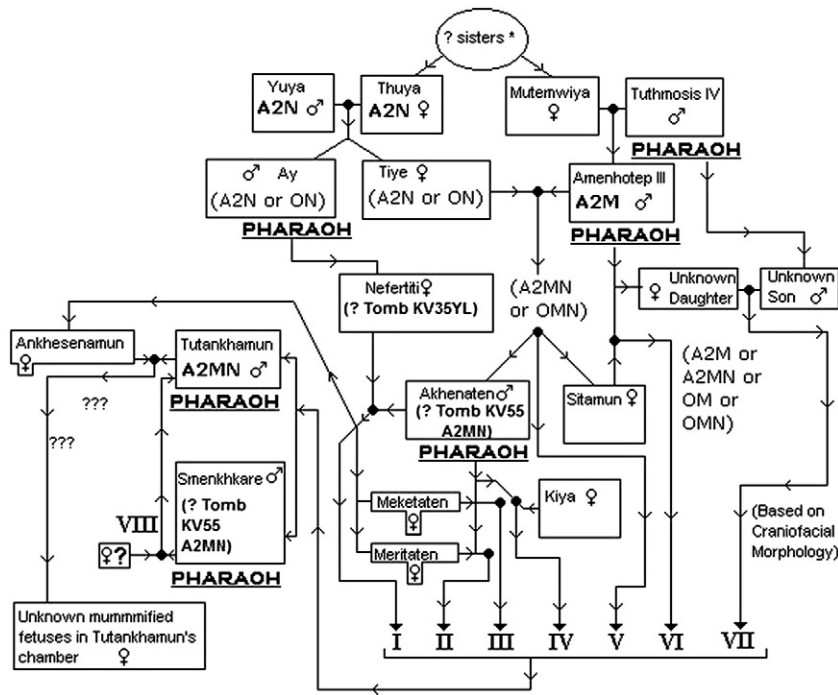 ? sisters *
Yuya
A2N ♂
Thuya
A2N ♀
Mutemwiya
♀
Tuthmosis IV
♂
PHARAOH
♂ Ay
(A2N or ON)
PHARAOH
Tiye ♀
(A2N or ON)
Amenhotep III
A2M ♂
PHARAOH
Nefertiti♀
(? Tomb KV35YL)
(A2MN
or OMN)
♀ Unknown
Daughter
Unknown
Son ♂
Ankhesenamun
♀
Tutankhamun
A2MN ♂
PHARAOH
???
???
Akhenaten♂
(? Tomb KV55
A2MN)
PHARAOH
Sitamun ♀
(A2M or
A2MN or
OM or
OMN)
Smenkhkare♂
(? Tomb
KV55
A2MN)
PHARAOH
VIII
♀?
Meketaten
♀
Meritaten
♀
Kiya ♀
(Based on
Craniofacial
Morphology)
Unknown mummmified
fetuses in Tutankhamun's
chamber ♀
I II III IV V VI VII